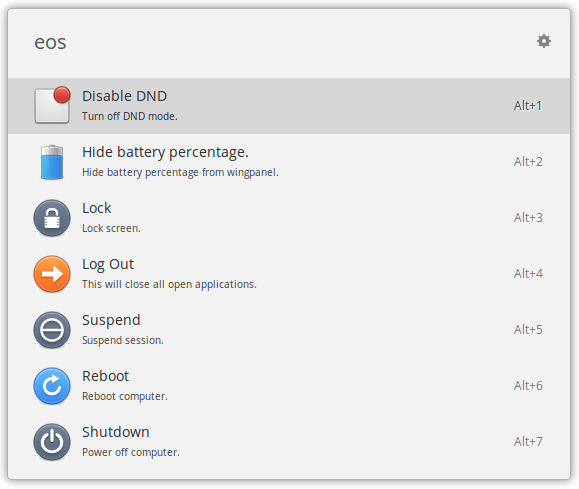 eos
Disable DND
Alt+1
Turn off DND mode.
Hide battery percentage.
Alt+2
Hide battery percentage from wingpanel.
Lock
Alt+3
Lock screen.
Log Out
Alt+4
This will close all open applications.
Suspend
Alt+5
Suspend session.
Reboot
Alt+6
Reboot computer.
Shutdown
Alt+7
Power off computer.